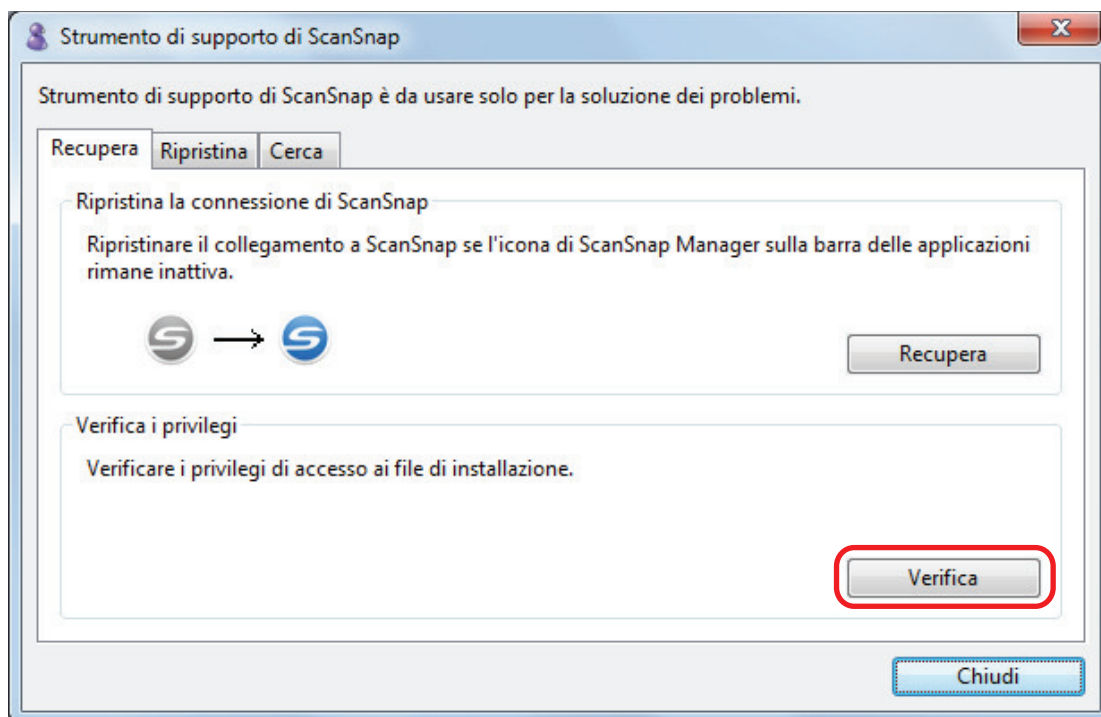 Strumento di supporto di ScanSnap
Strumento di supporto di ScanSnap è da usare solo per la soluzione dei problemi.
Recupera Ripristina Cerca
Ripristina la connessione di ScanSnap
Ripristinare il collegamento a ScanSnap se l'icona di ScanSnap Manager sulla barra delle applicazioni
rimane inattiva.
Recupera
Verifica i privilegi
Verificare i privilegi di accesso ai file di installazione.
Verifica
Chiudi